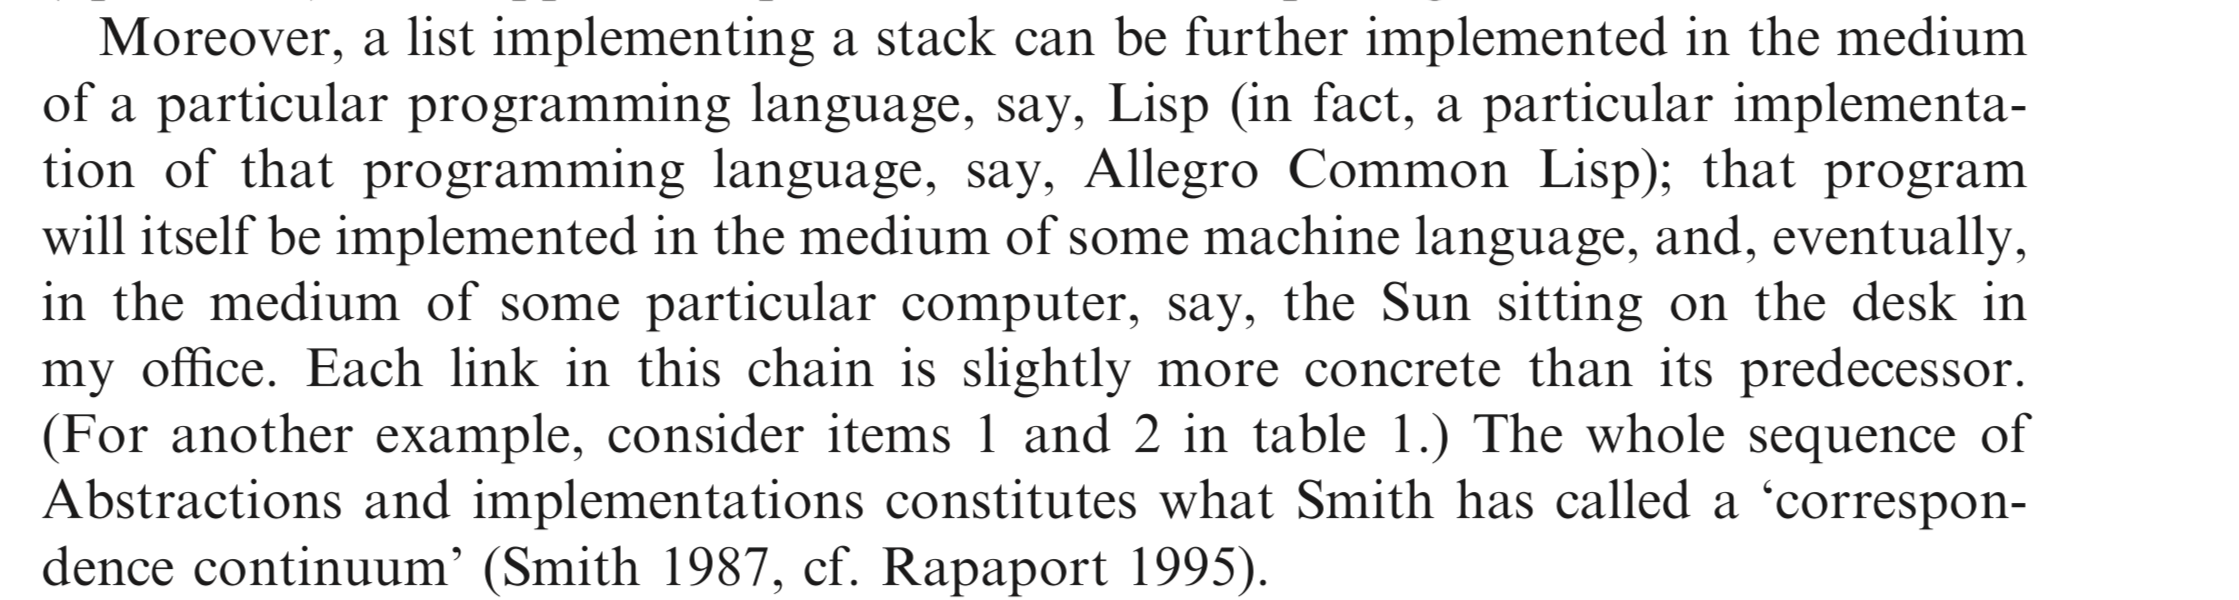 Moreover, a list implementing a stack can be further implemented in the medium
of a particular programming language, say, Lisp (in fact, a particular implementa-
tion of that programming language, say, Allegro Common Lisp); that program
will itself be implemented in the medium of some machine language, and, eventually,
in the medium of some particular computer, say, the Sun sitting on the desk in
my office. Each link in this chain is slightly more concrete than its predecessor.
(For another example, consider items 1 and 2 in table 1.) The whole sequence of
Abstractions and implementations constitutes what Smith has called a ‘correspon-
dence continuum’ (Smith 1987, cf. Rapaport 1995).